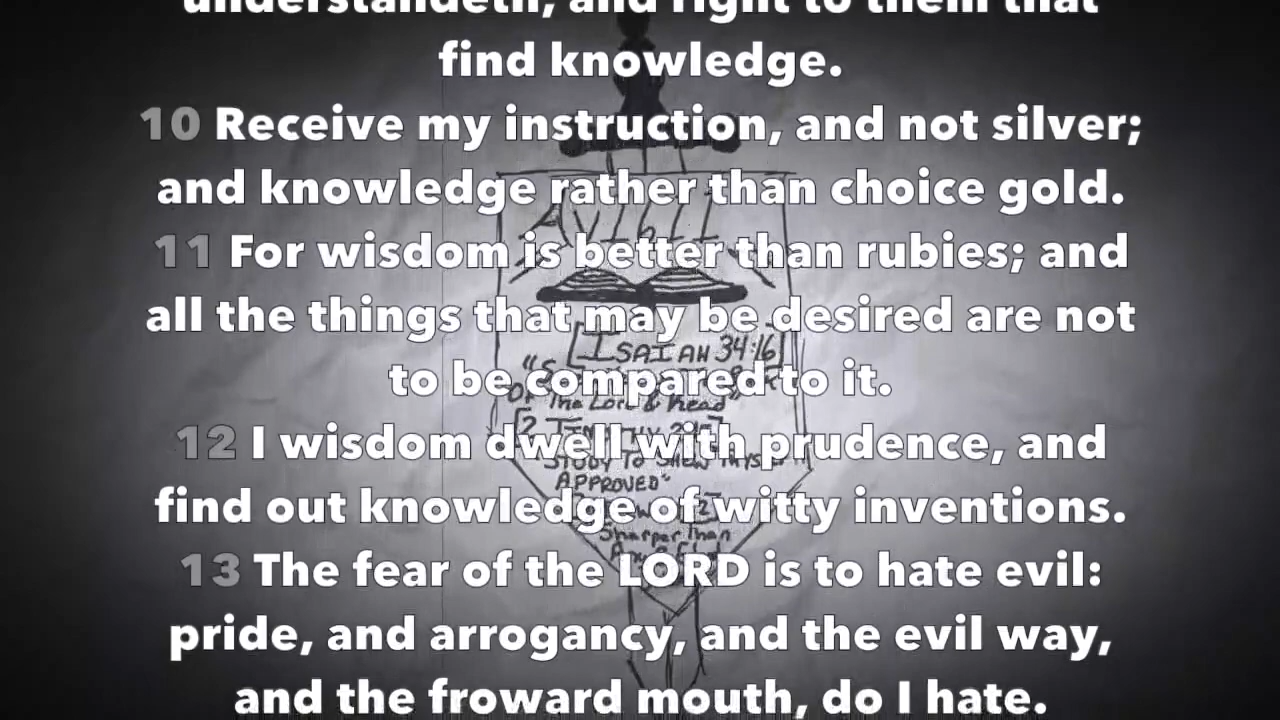 understandeth, and right to them that
find knowledge.
10 Receive my instruction, and not silver;
and knowledge rather than choice gold.
11 For wisdom is better than rubies; and
all the things that may be desired are not
to be compared to it.
12 I wisdom dwell with prudence, and
find out knowledge of witty inventions.
13 The fear of the LORD is to hate evil:
pride, and arrogancy, and the evil way,
and the froward mouth, do I hate.
[ISAIAH 34:16]
Of The Lord & Read"
STUDY TO Shew
APPROVED"
Sharper Than